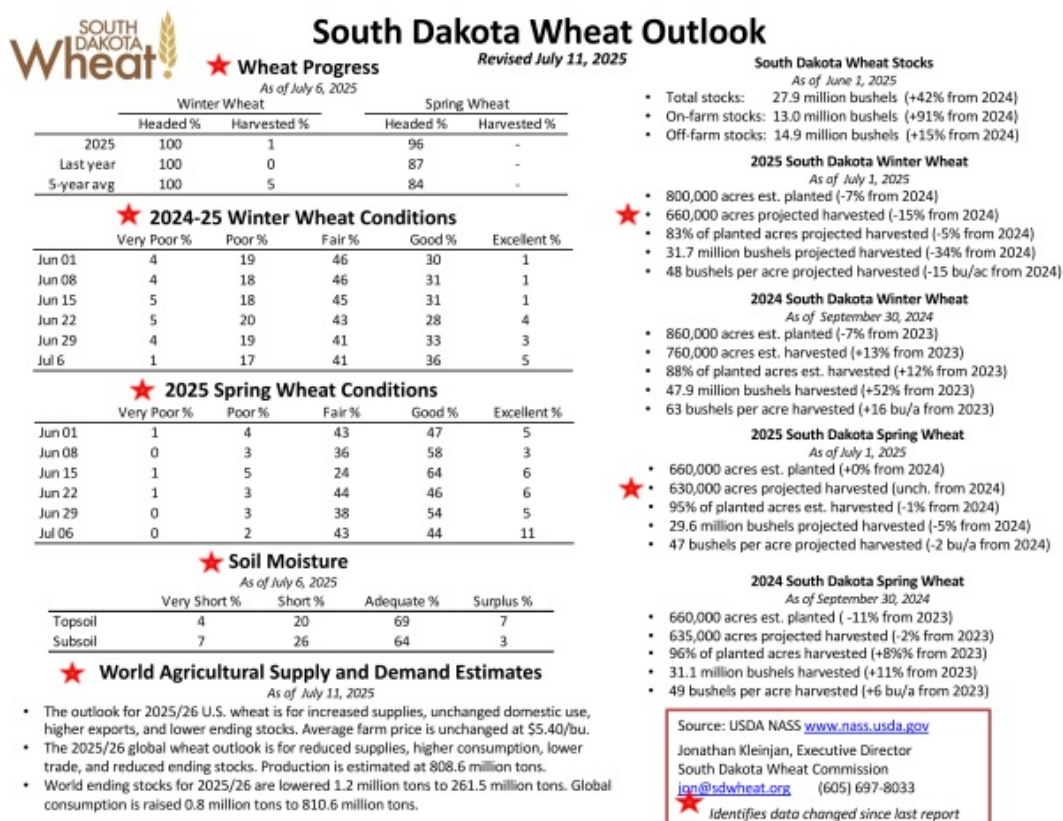 SOUTH
DAKOTA
Wheat!
South Dakota Wheat Outlook
Revised July 11, 2025
Wheat Progress
As of July 6, 2025
Winter Wheat Spring Wheat
Headed % Harvested % Headed % Harvested %
2025 100 1 96 -
Last year 100 0 87 -
5-year avg 100 5 84 -
2024-25 Winter Wheat Conditions
Very Poor % Poor % Fair % Good % Excellent %
Jun 01 4 19 46 30 1
Jun 08 4 18 46 31 1
Jun 15 5 18 45 31 1
Jun 22 5 20 43 28 4
Jun 29 4 19 41 33 3
Jul 6 1 17 41 36 5
2025 Spring Wheat Conditions
Very Poor % Poor % Fair % Good % Excellent %
Jun 01 1 4 43 47 5
Jun 08 0 3 36 58 3
Jun 15 1 5 24 64 6
Jun 22 1 3 44 46 6
Jun 29 0 3 38 54 5
Jul 06 0 2 43 44 11
Soil Moisture
As of July 6, 2025
Very Short % Short % Adequate % Surplus %
Topsoil 4 20 69 7
Subsoil 7 26 64 3
World Agricultural Supply and Demand Estimates
As of July 11, 2025
• The outlook for 2025/26 U.S. wheat is for increased supplies, unchanged domestic use,
higher exports, and lower ending stocks. Average farm price is unchanged at $5.40/bu.
• The 2025/26 global wheat outlook is for reduced supplies, higher consumption, lower
trade, and reduced ending stocks. Production is estimated at 808.6 million tons.
• World ending stocks for 2025/26 are lowered 1.2 million tons to 261.5 million tons. Global
consumption is raised 0.8 million tons to 810.6 million tons.
South Dakota Wheat Stocks
As of June 1, 2025
• Total stocks: 27.9 million bushels (+42% from 2024)
• On-farm stocks: 13.0 million bushels (+91% from 2024)
• Off-farm stocks: 14.9 million bushels (+15% from 2024)
2025 South Dakota Winter Wheat
As of July 1, 2025
• 800,000 acres est. planted (-7% from 2024)
• 660,000 acres projected harvested (-15% from 2024)
• 83% of planted acres projected harvested (-5% from 2024)
• 31.7 million bushels projected harvested (-34% from 2024)
• 48 bushels per acre projected harvested (-15 bu/ac from 2024)
2024 South Dakota Winter Wheat
As of September 30, 2024
• 860,000 acres est. planted (-7% from 2023)
• 760,000 acres est. harvested (+13% from 2023)
• 88% of planted acres est. harvested (+12% from 2023)
• 47.9 million bushels harvested (+52% from 2023)
• 63 bushels per acre harvested (+16 bu/a from 2023)
2025 South Dakota Spring Wheat
As of July 1, 2025
• 660,000 acres est. planted (+0% from 2024)
• 630,000 acres projected harvested (unch. from 2024)
• 95% of planted acres est. harvested (-1% from 2024)
• 29.6 million bushels projected harvested (-5% from 2024)
• 47 bushels per acre projected harvested (-2 bu/a from 2024)
2024 South Dakota Spring Wheat
As of September 30, 2024
• 660,000 acres est. planted ( -11% from 2023)
• 635,000 acres projected harvested (-2% from 2023)
• 96% of planted acres est. harvested (+8%% from 2023)
• 31.1 million bushels harvested (+11% from 2023)
• 49 bushels per acre harvested (+6 bu/a from 2023)
Source: USDA NASS www.nass.usda.gov
Jonathan Kleinjan, Executive Director
South Dakota Wheat Commission
jon@sdwheat.org (605) 697-8033
Identifies data changed since last report